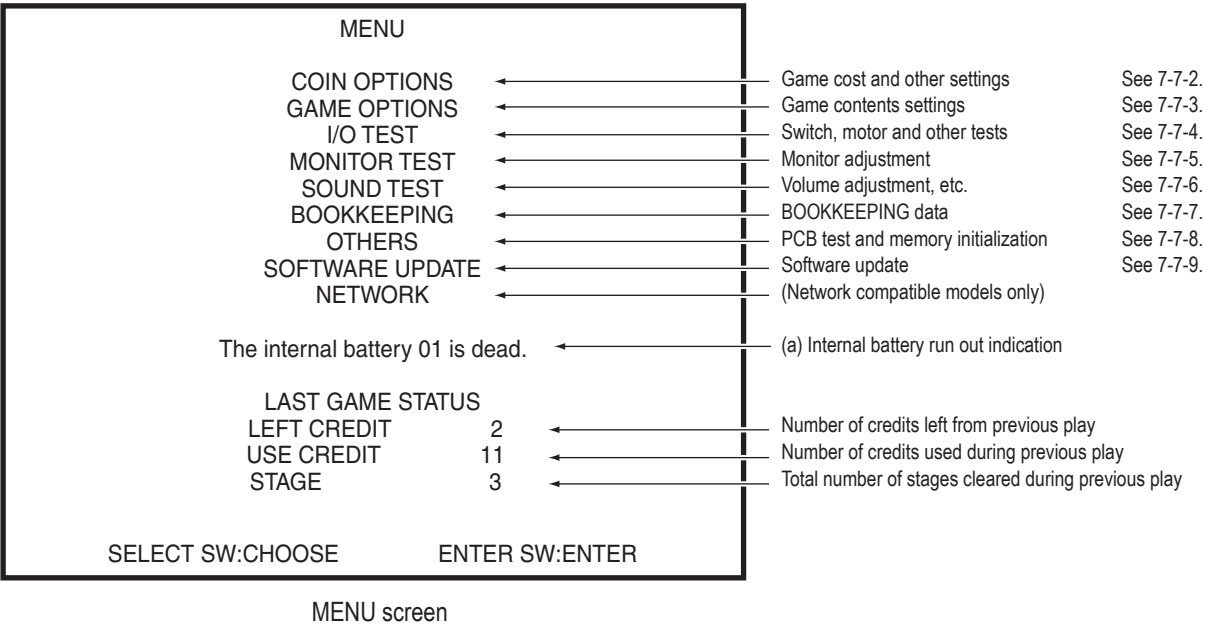 MENU
COIN OPTIONS Game cost and other settings See 7-7-2.
GAME OPTIONS Game contents settings See 7-7-3.
I/O TEST Switch, motor and other tests See 7-7-4.
MONITOR TEST Monitor adjustment See 7-7-5.
SOUND TEST Volume adjustment, etc. See 7-7-6.
BOOKKEEPING BOOKKEEPING data See 7-7-7.
OTHERS PCB test and memory initialization See 7-7-8.
SOFTWARE UPDATE Software update See 7-7-9.
NETWORK (Network compatible models only)
The internal battery 01 is dead. (a) Internal battery run out indication
LAST GAME STATUS
LEFT CREDIT 2 Number of credits left from previous play
USE CREDIT 11 Number of credits used during previous play
STAGE 3 Total number of stages cleared during previous play
SELECT SW:CHOOSE ENTER SW:ENTER
MENU screen